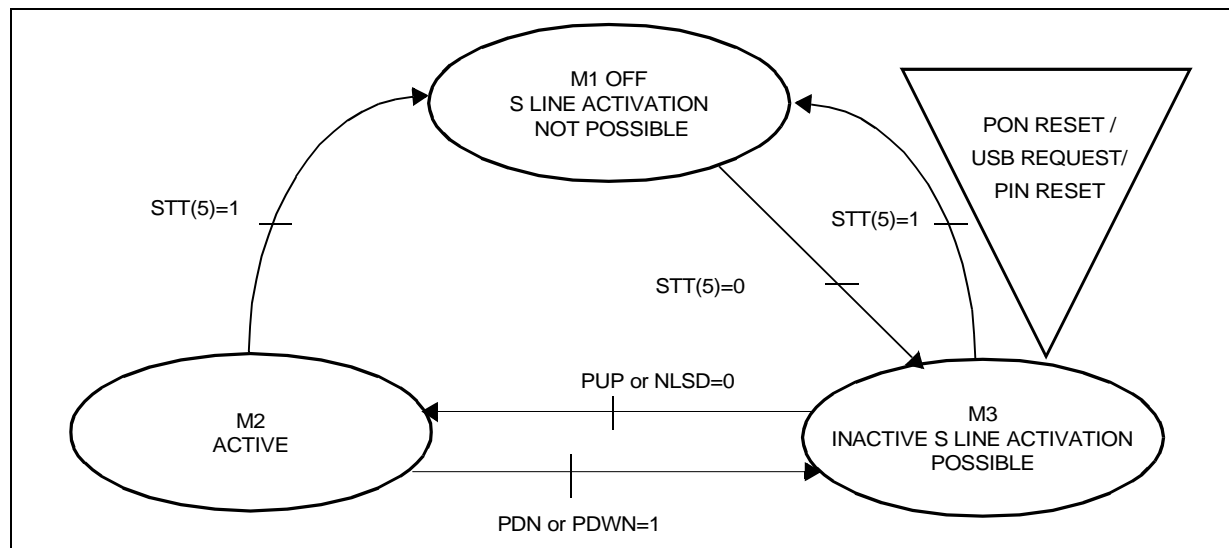 M1 OFF
S LINE ACTIVATION
NOT POSSIBLE
PON RESET /
USB REQUEST/
PIN RESET
STT(5)=1
STT(5)=1
STT(5)=0
PUP or NLSD=0
M2
ACTIVE
M3
INACTIVE S LINE ACTIVATION
POSSIBLE
PDN or PDWN=1